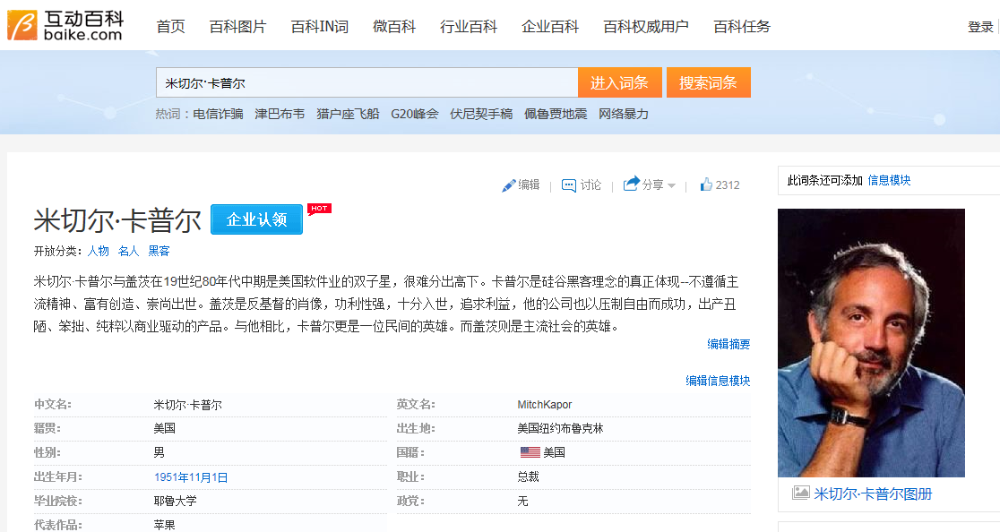 互动百科
baike.com
首页 百科图片 百科IN词 微百科 行业百科 企业百科 百科权威用户 百科任务
登录
米切尔·卡普尔
进入词条 搜索词条
热词：电信诈骗 津巴布韦 猎户座飞船 G20峰会 伏尼契手稿 佩鲁贾地震 网络暴力
编辑 讨论 分享 2312
此词条还可添加 信息模块
米切尔·卡普尔 企业认领 HOT
开放分类：人物 名人 黑客
米切尔·卡普尔与盖茨在19世纪80年代中期是美国软件业的双子星，很难分出高下。卡普尔是硅谷黑客理念的真正体现--不遵循主
流精神、富有创造、崇尚出世。盖茨是反基督的肖像，功利性强，十分入世，追求利益，他的公司也以压制自由而成功，出产丑
陋、笨拙、纯粹以商业驱动的产品。与他相比，卡普尔更是一位民间的英雄。而盖茨则是主流社会的英雄。
编辑摘要
编辑信息模块
中文名： 米切尔·卡普尔 英文名： MitchKapor
籍贯： 美国 出生地： 美国纽约布鲁克林
性别： 男 国籍： 美国
出生年月： 1951年11月1日 职业： 总裁
毕业院校： 耶鲁大学 政党： 无
代表作品： 苹果
米切尔·卡普尔图册